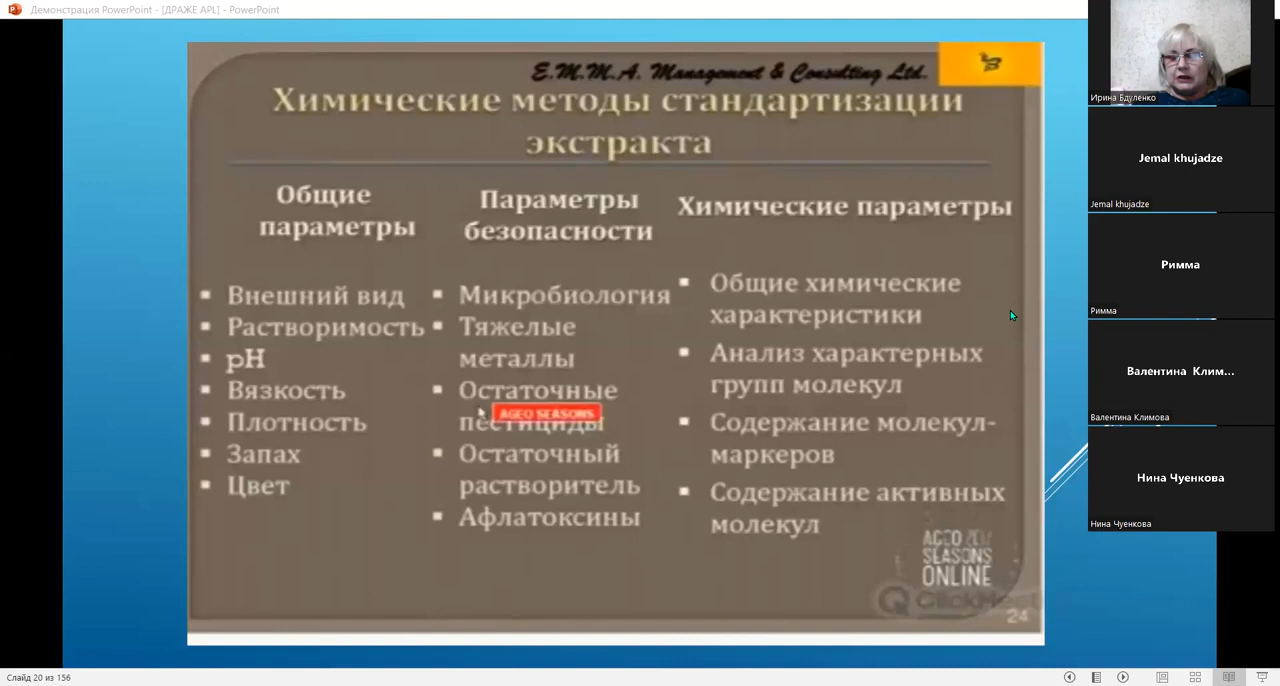 Демонстрация PowerPoint - [ДРАЖЕ APL] - PowerPoint
E.M.M.A. Management & Consulting Ltd.
Химические методы стандартизации
экстракта
Общие
параметры
Внешний вид
Растворимость
pH
Вязкость
Плотность
Запах
Цвет
Параметры
безопасности
Микробиология
Тяжелые
металлы
Остаточные
AGEO SEASONS
пестициды
Остаточный
растворитель
Афлатоксины
Химические параметры
Общие химические
характеристики
Анализ характерных
групп молекул
Содержание молекул-
маркеров
Содержание активных
молекул
AGEO
SEASONS
ONLINE
24
Ирина Бдуленко
Jemal khujadze
Jemal khujadze
Римма
Римма
Валентина Клим...
Валентина Климова
Нина Чуенкова
Нина Чуенкова
Слайд 20 из 156